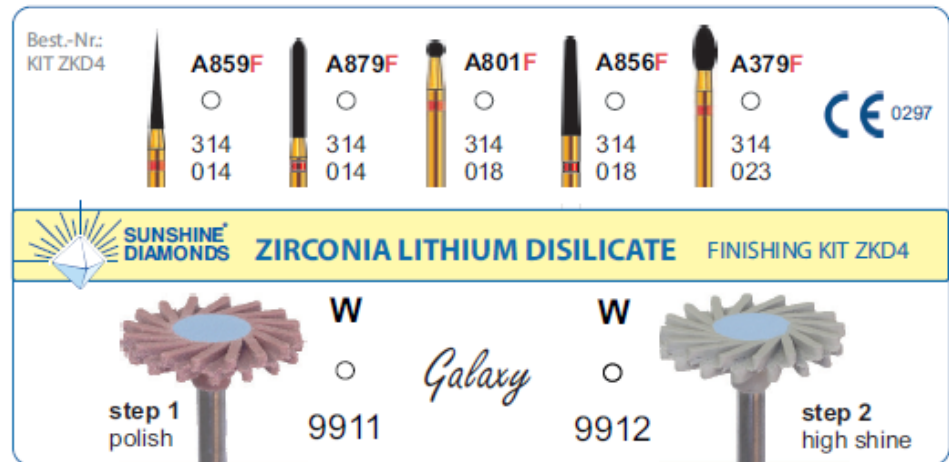 Best.-Nr.:
KIT ZKD4
A859F
314
014
A879F
314
014
A801F
314
018
A856F
314
018
A379F
314
023
CE 0297
SUNSHINE®
DIAMONDS
ZIRCONIA LITHIUM DISILICATE FINISHING KIT ZKD4
step 1
polish
W
9911
Galaxy
W
9912
step 2
high shine